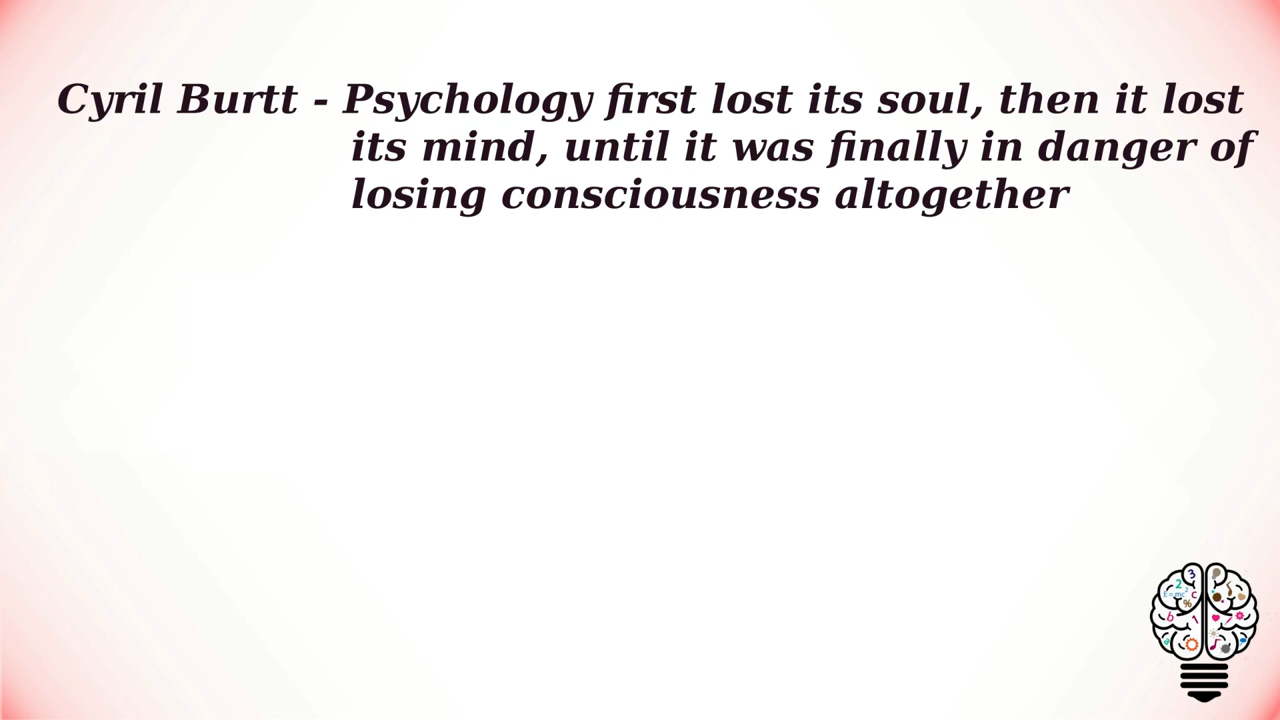 Cyril Burtt - Psychology first lost its soul, then it lost
its mind, until it was finally in danger of
losing consciousness altogether